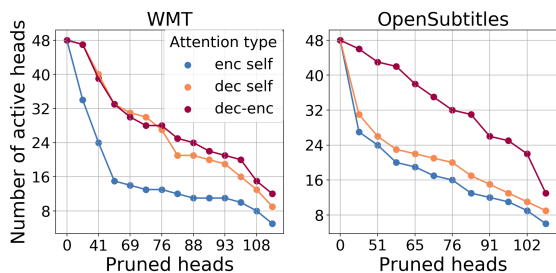 WMT
OpenSubtitles
Number of active heads
48
40
32
24
16
8
Attention type
enc self
dec self
dec-enc
0 41 69 76 88 93 108
Pruned heads
48
40
32
24
16
8
0 51 65 76 91 102
Pruned heads